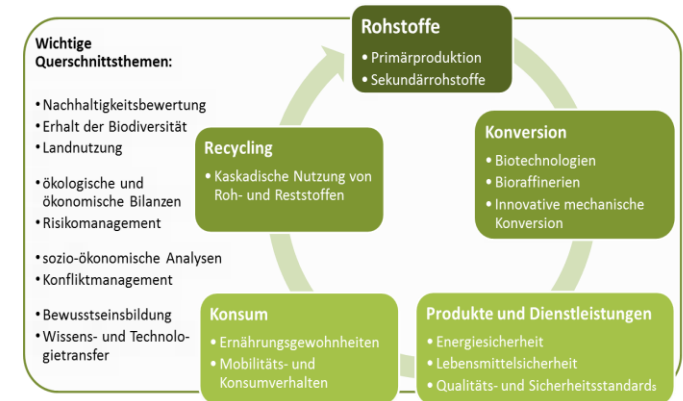 Wichtige
Querschnittsthemen:
• Nachhaltigkeitsbewertung
• Erhalt der Biodiversität
• Landnutzung
• ökologische und
ökonomische Bilanzen
• Risikomanagement
• sozio-ökonomische Analysen
• Konfliktmanagement
• Bewusstseinsbildung
• Wissens- und Technolo-
gietransfer
Rohstoffe
• Primärproduktion
• Sekundärrohstoffe
Konversion
• Biotechnologien
• Bioraffinerien
• Innovative mechanische
Konversion
Produkte und Dienstleistungen
• Energiesicherheit
• Lebensmittelsicherheit
• Qualitäts- und Sicherheitsstandards
Konsum
• Ernährungsgewohnheiten
• Mobilitäts- und
Konsumverhalten
Recycling
• Kaskadische Nutzung von
Roh- und Reststoffen